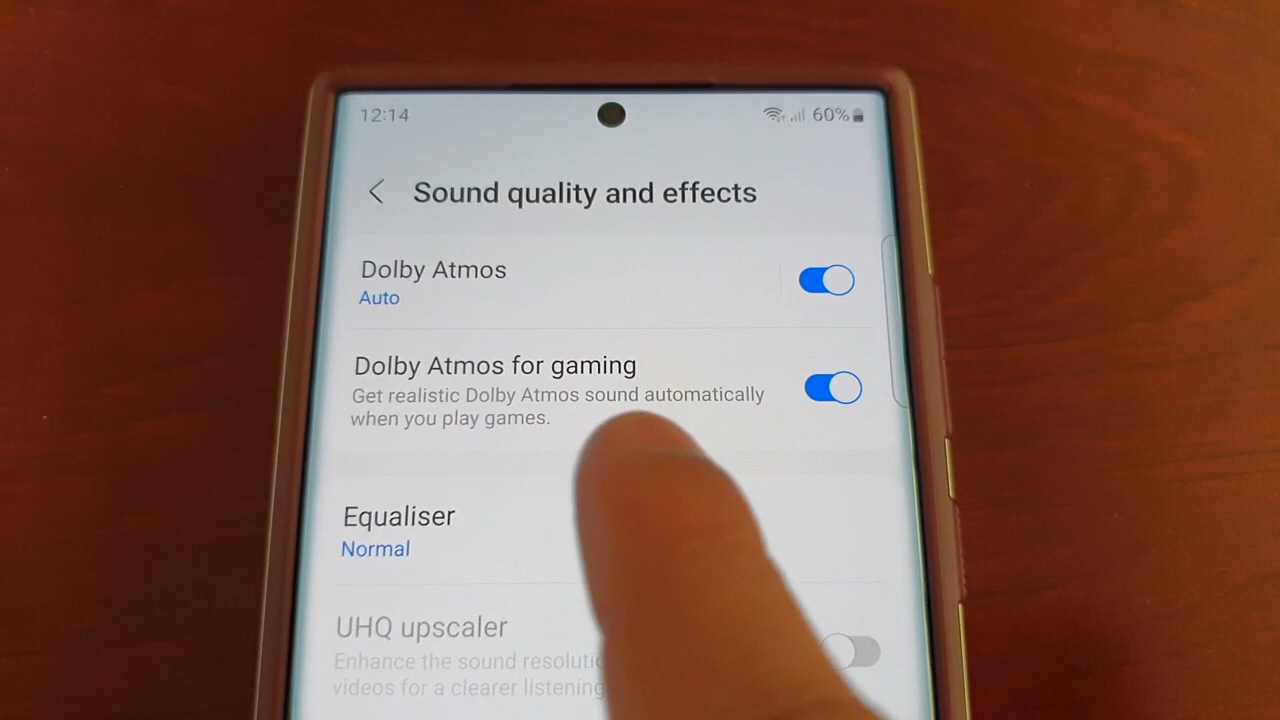 12:14
60%
Sound quality and effects
Dolby Atmos
Auto
Dolby Atmos for gaming
Get realistic Dolby Atmos sound automatically
when you play games.
Equaliser
Normal
UHQ upscaler
Enhance the sound
videos for a clearer listening